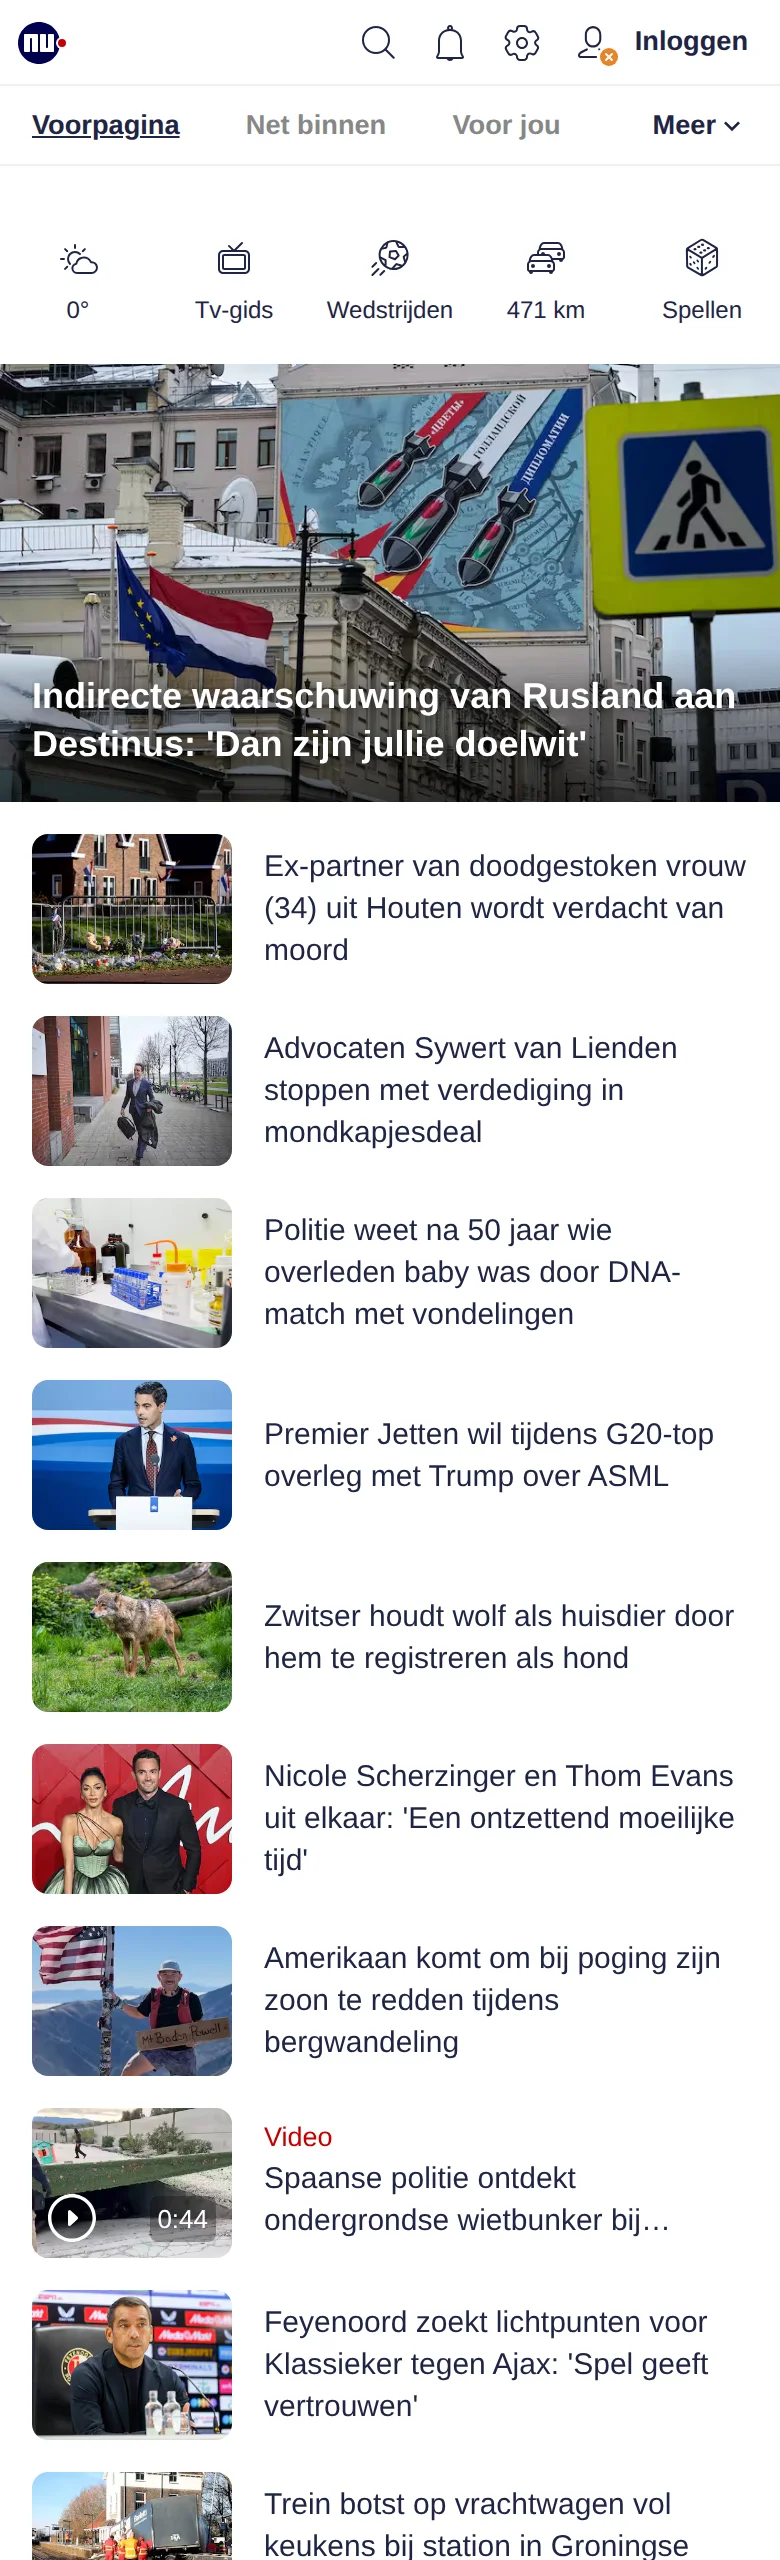 nu
Inloggen
Voorpagina Net binnen Voor jou Meer
0° Tv-gids Wedstrijden 471 km Spellen
«ЦВЕТЫ»
ГОЛЛАНДСКОЙ
ДИПЛОМАТИИ
Indirecte waarschuwing van Rusland aan
Destinus: 'Dan zijn jullie doelwit'
Ex-partner van doodgestoken vrouw
(34) uit Houten wordt verdacht van
moord
Advocaten Sywert van Lienden
stoppen met verdediging in
mondkapjesdeal
Politie weet na 50 jaar wie
overleden baby was door DNA-
match met vondelingen
Premier Jetten wil tijdens G20-top
overleg met Trump over ASML
Zwitser houdt wolf als huisdier door
hem te registreren als hond
Nicole Scherzinger en Thom Evans
uit elkaar: 'Een ontzettend moeilijke
tijd'
Amerikaan komt om bij poging zijn
zoon te redden tijdens
bergwandeling
Mt Baden Powell
Video
Spaanse politie ontdekt
ondergrondse wietbunker bij…
0:44
Feyenoord zoekt lichtpunten voor
Klassieker tegen Ajax: 'Spel geeft
vertrouwen'
MediaMarkt
Trein botst op vrachtwagen vol
keukens bij station in Groningse